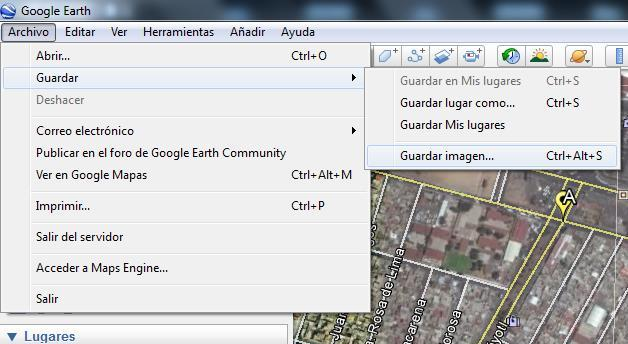 Google Earth
Archivo Editar Ver Herramientas Añadir Ayuda
Abrir... Ctrl+O
Guardar
Deshacer
Correo electrónico
Publicar en el foro de Google Earth Community
Ver en Google Mapas Ctrl+Alt+M
Imprimir... Ctrl+P
Salir del servidor
Acceder a Maps Engine...
Salir
Guardar en Mis lugares Ctrl+S
Guardar lugar como... Ctrl+S
Guardar Mis lugares
Guardar imagen... Ctrl+Alt+S
A
Rosa de Lima
Lugares